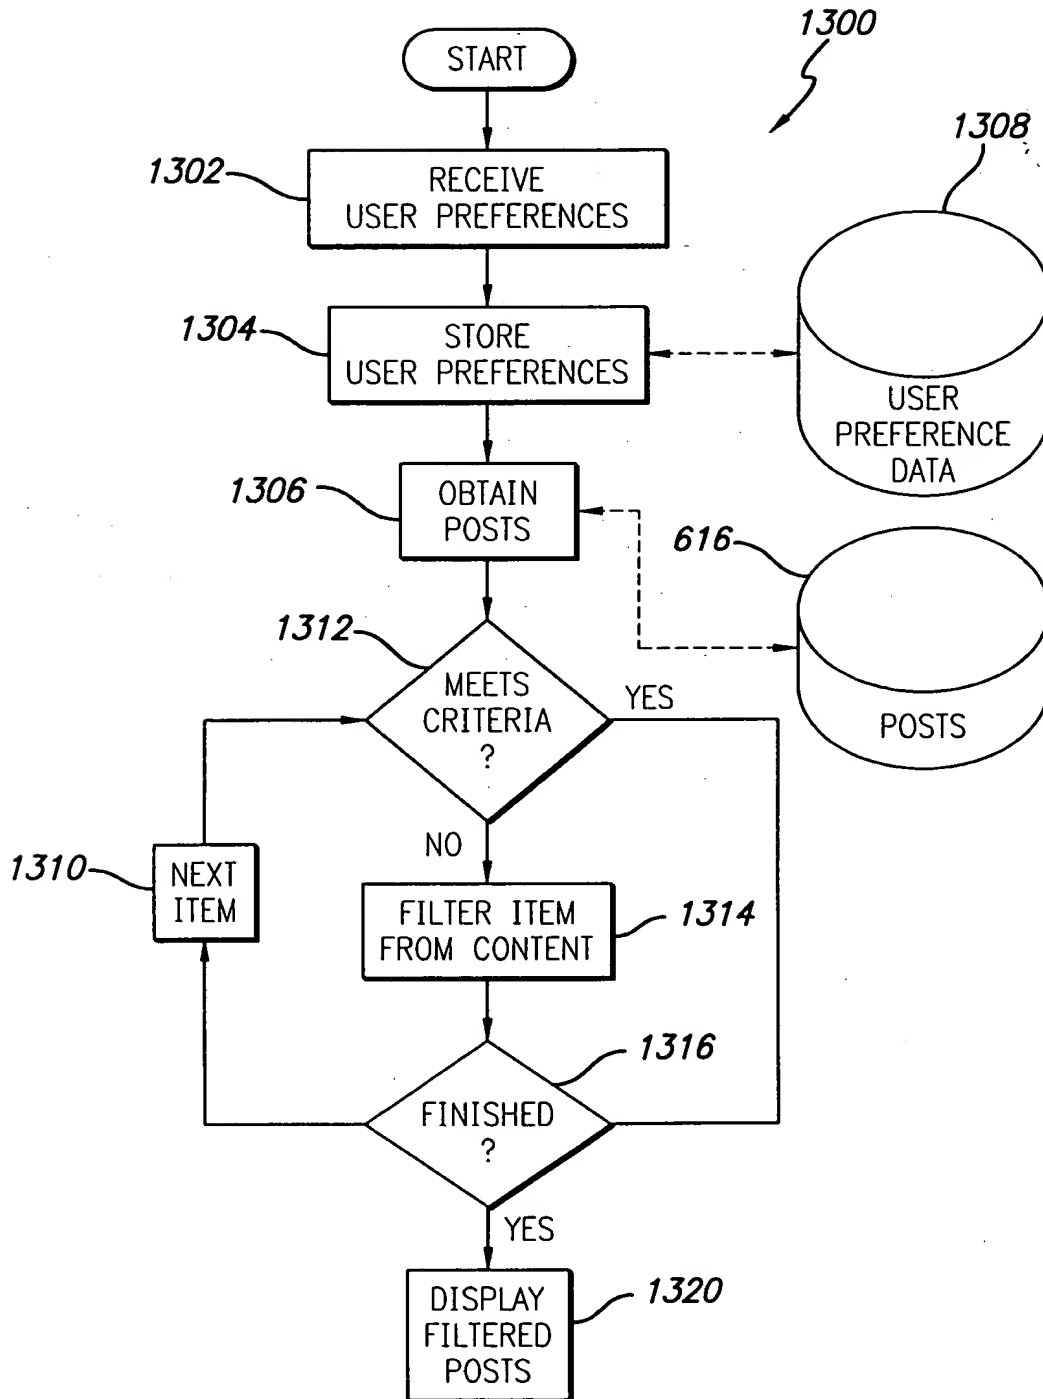 START
1300
1302
RECEIVE
USER PREFERENCES
1308
1304
STORE
USER PREFERENCES
USER
PREFERENCE
DATA
1306
OBTAIN
POSTS
616
POSTS
1312
MEETS
CRITERIA
?
YES
NO
1310
NEXT
ITEM
FILTER ITEM
FROM CONTENT
1314
1316
FINISHED
?
YES
DISPLAY
FILTERED
POSTS
1320